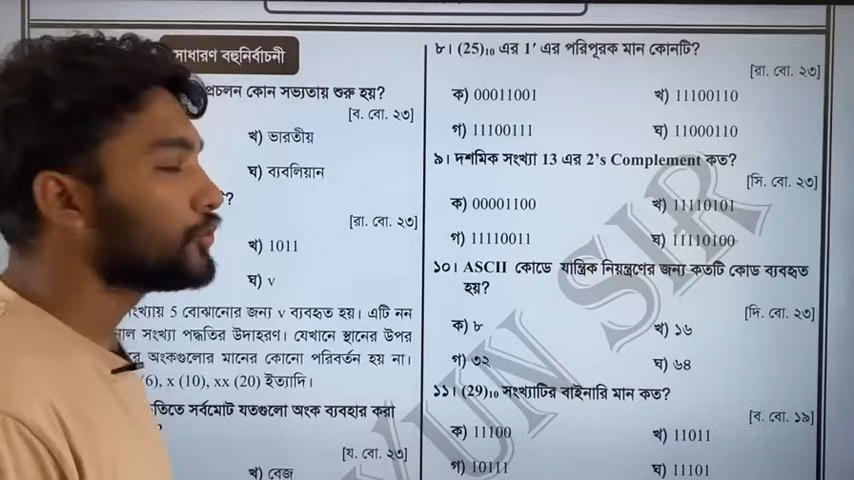 সাধারণ বহুনির্বাচনী
প্রচলন কোন সভ্যতায় শুরু হয়?
[ব. বো. ২৩]
খ) ভারতীয়
ঘ) ব্যবলিয়ান
?
[রা. বো. ২৩]
খ) 1011
ঘ) v
সংখ্যায় 5 বোঝানোর জন্য v ব্যবহৃত হয়। এটি নন
সংখ্যা পদ্ধতির উদাহরণ। যেখানে স্থানের উপর
অংকগুলোর মানের কোনো পরিবর্তন হয় না।
(6), x (10), xx (20) ইত্যাদি।
সর্বমোট যতগুলো অংক ব্যবহার করা
?
[য. বো. ২৩]
খ) বেজ
৮। (25)₁₀ এর 1′ এর পরিপূরক মান কোনটি?
[রা. বো. ২৩]
ক) 00011001
খ) 11100110
গ) 11100111
ঘ) 11000110
৯। দশমিক সংখ্যা 13 এর 2's Complement কত?
[সি. বো. ২৩]
ক) 00001100
খ) 11110101
গ) 11110011
ঘ) 11110100
১০। ASCII কোডে যান্ত্রিক নিয়ন্ত্রণের জন্য কতটি কোড ব্যবহৃত
হয়?
[দি. বো. ২৩]
ক) ৮
খ) ১৬
গ) ৩২
ঘ) ৬৪
১১। (29)₁₀ সংখ্যাটির বাইনারি মান কত?
[ব. বো. ১৯]
ক) 11100
খ) 11011
গ) 10111
ঘ) 11101
YUN SIR